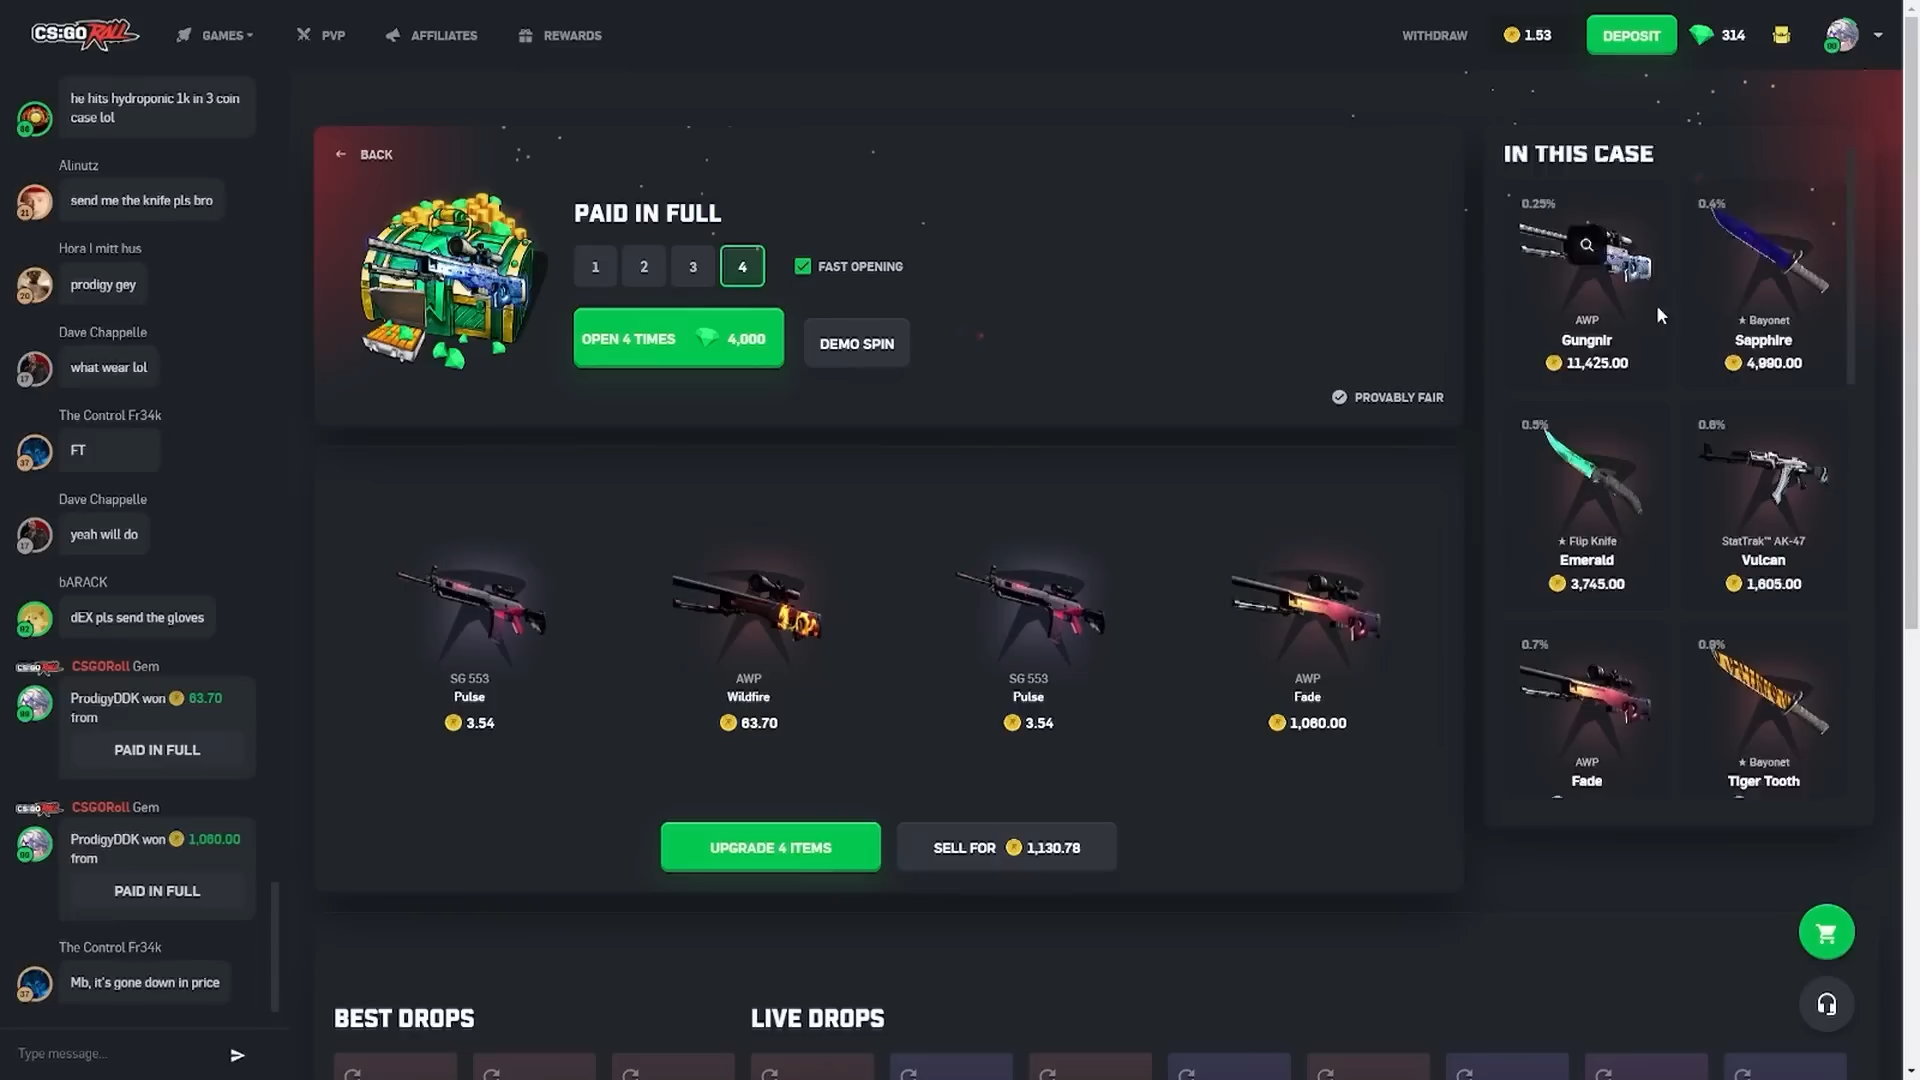 CS:GO ROLL
GAMES
PVP
AFFILIATES
REWARDS
WITHDRAW
1.53
DEPOSIT
314
he hits hydroponic 1k in 3 coin
case lol
Alinutz
21
send me the knife pls bro
Hora I mitt hus
20
prodigy gey
Dave Chappelle
17
what wear lol
The Control Fr34k
37
FT
Dave Chappelle
17
yeah will do
bARACK
dEX pls send the gloves
CSGORoll Gem
ProdigyDDK won 63.70
from
PAID IN FULL
CSGORoll Gem
ProdigyDDK won 1,060.00
from
PAID IN FULL
The Control Fr34k
37
Mb, it's gone down in price
Type message...
BACK
PAID IN FULL
1
2
3
4
FAST OPENING
OPEN 4 TIMES 4,000
DEMO SPIN
PROVABLY FAIR
SG 553
Pulse
3.54
AWP
Wildfire
63.70
SG 553
Pulse
3.54
AWP
Fade
1,060.00
UPGRADE 4 ITEMS
SELL FOR 1,130.78
BEST DROPS
LIVE DROPS
IN THIS CASE
0.25%
AWP
Gungnir
11,425.00
0.4%
★ Bayonet
Sapphire
4,990.00
0.5%
★ Flip Knife
Emerald
3,745.00
0.6%
StatTrak™ AK-47
Vulcan
1,605.00
0.7%
AWP
Fade
0.9%
★ Bayonet
Tiger Tooth